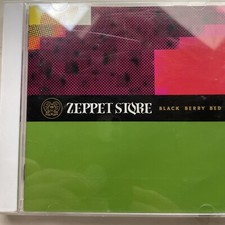 ZEPPET STORE BLACK BERRY BED